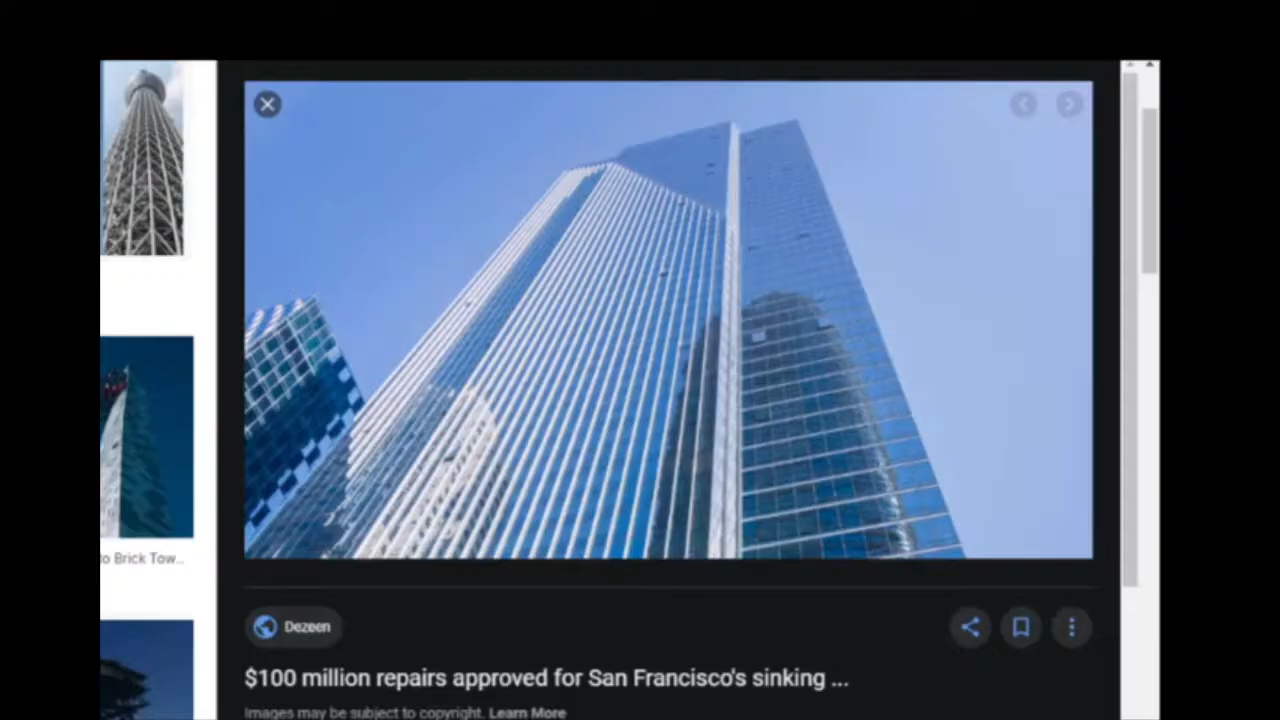 to Brick Tow...
Dezeen
$100 million repairs approved for San Francisco's sinking ...
Images may be subject to copyright. Learn More